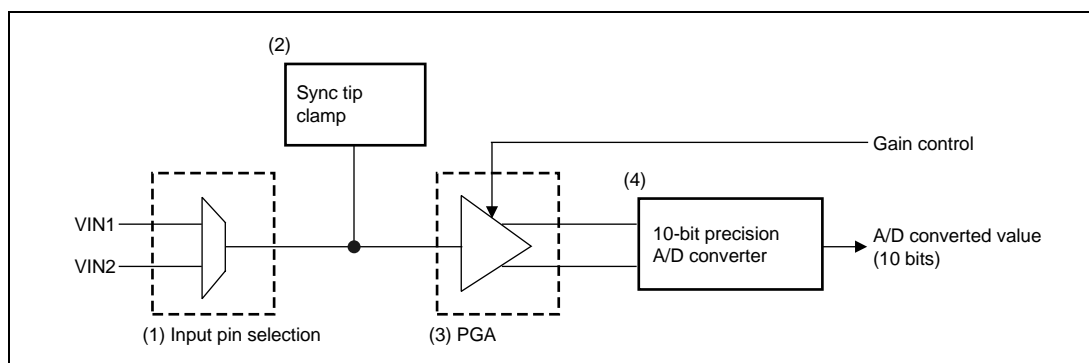 (2)
Sync tip
clamp
Gain control
(4)
VIN1
VIN2
10-bit precision
A/D converter
A/D converted value
(10 bits)
(1) Input pin selection
(3) PGA